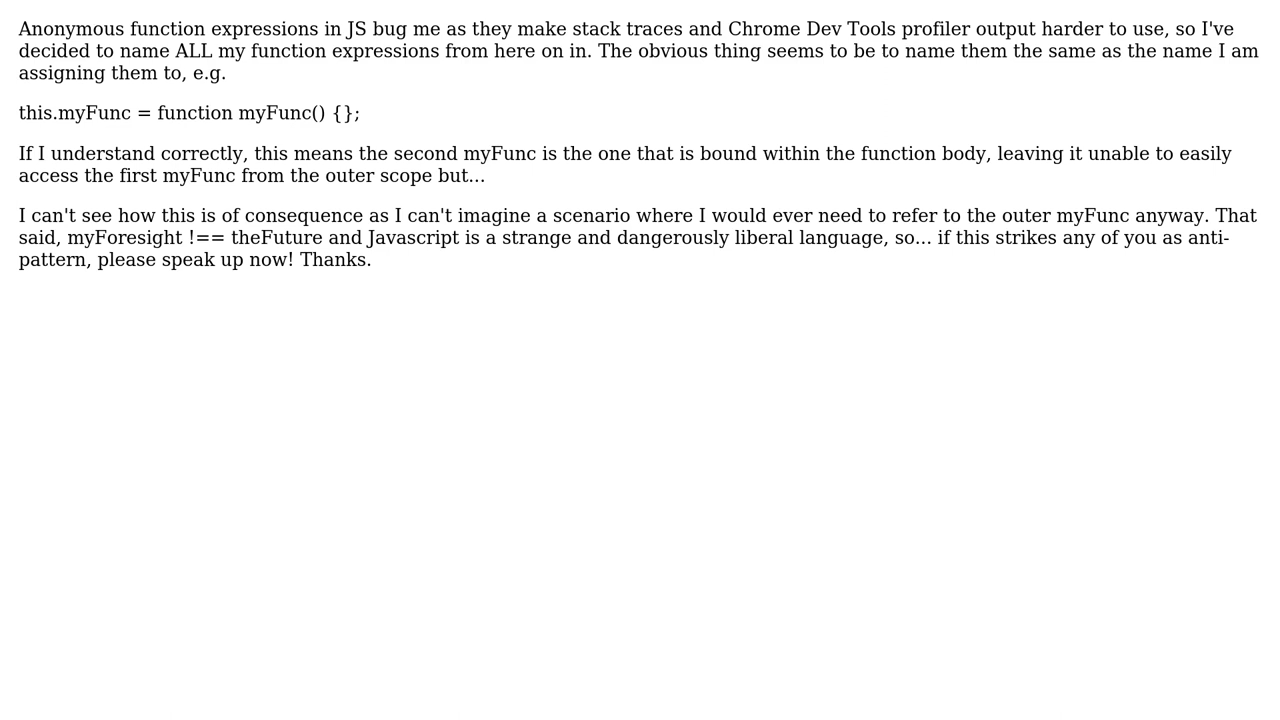 Anonymous function expressions in JS bug me as they make stack traces and Chrome Dev Tools profiler output harder to use, so I've
decided to name ALL my function expressions from here on in. The obvious thing seems to be to name them the same as the name I am
assigning them to, e.g.
this.myFunc = function myFunc() {};
If I understand correctly, this means the second myFunc is the one that is bound within the function body, leaving it unable to easily
access the first myFunc from the outer scope but...
I can't see how this is of consequence as I can't imagine a scenario where I would ever need to refer to the outer myFunc anyway. That
said, myForesight !== theFuture and Javascript is a strange and dangerously liberal language, so... if this strikes any of you as anti-
pattern, please speak up now! Thanks.